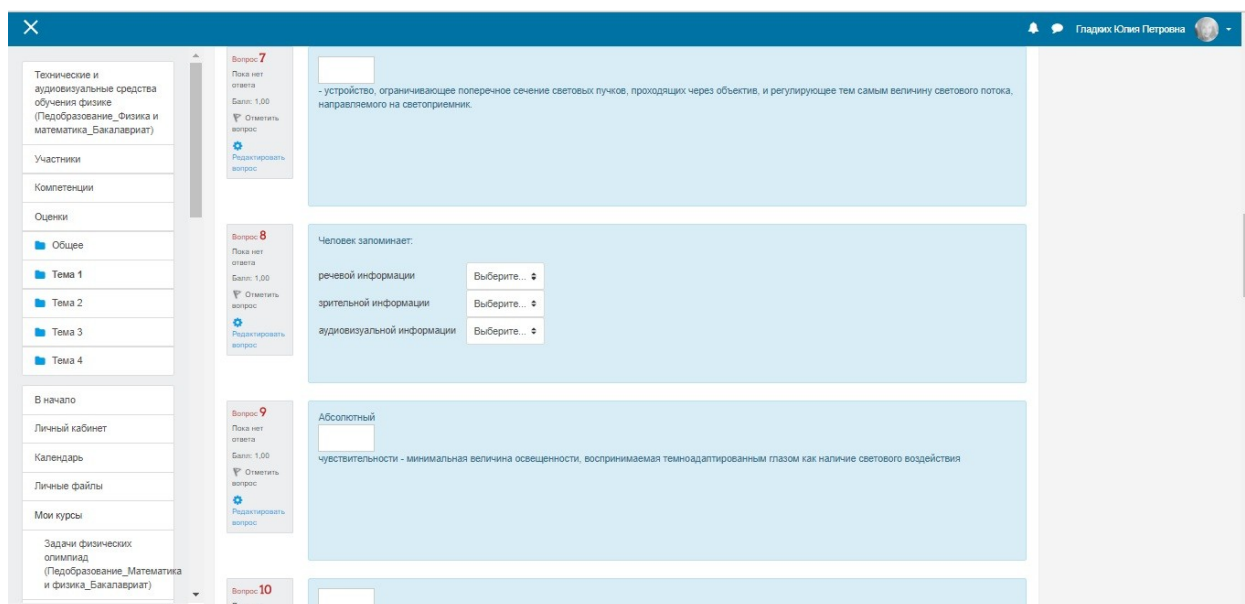 Гладких Юлия Петровна
Технические и
аудиовизуальные средства
обучения физике
(Педобразование_Физика и
математика_Бакалавриат)
Участники
Компетенции
Оценки
Общее
Тема 1
Тема 2
Тема 3
Тема 4
В начало
Личный кабинет
Календарь
Личные файлы
Мои курсы
Задачи физических
олимпиад
(Педобразование_Математика
и физика_Бакалавриат)
Вопрос 7
Пока нет
ответа
Балл: 1,00
Отметить
вопрос
Редактировать
вопрос
- устройство, ограничивающее поперечное сечение световых пучков, проходящих через объектив, и регулирующее тем самым величину светового потока,
направляемого на светоприемник.
Вопрос 8
Пока нет
ответа
Балл: 1,00
Отметить
вопрос
Редактировать
вопрос
Человек запоминает:
речевой информации Выберите...
зрительной информации Выберите...
аудиовизуальной информации Выберите...
Вопрос 9
Пока нет
ответа
Балл: 1,00
Отметить
вопрос
Редактировать
вопрос
Абсолютный
чувствительности - минимальная величина освещенности, воспринимаемая темноадаптированным глазом как наличие светового воздействия
Вопрос 10